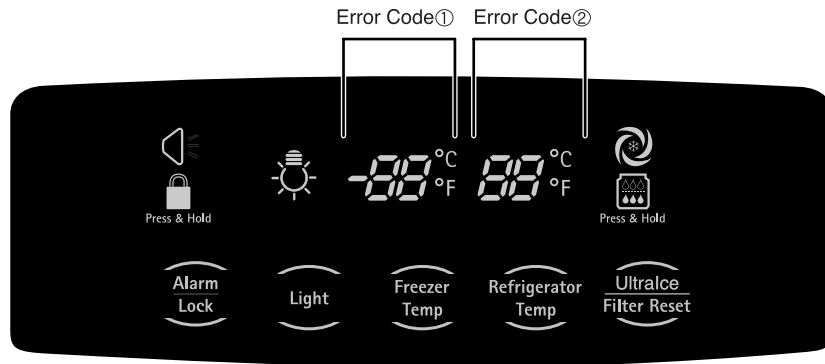 Error Code① Error Code②
-88 °C °F 88 °C °F
Press & Hold Press & Hold
Alarm Lock
Light
Freezer Temp
Refrigerator Temp
UltraIce Filter Reset